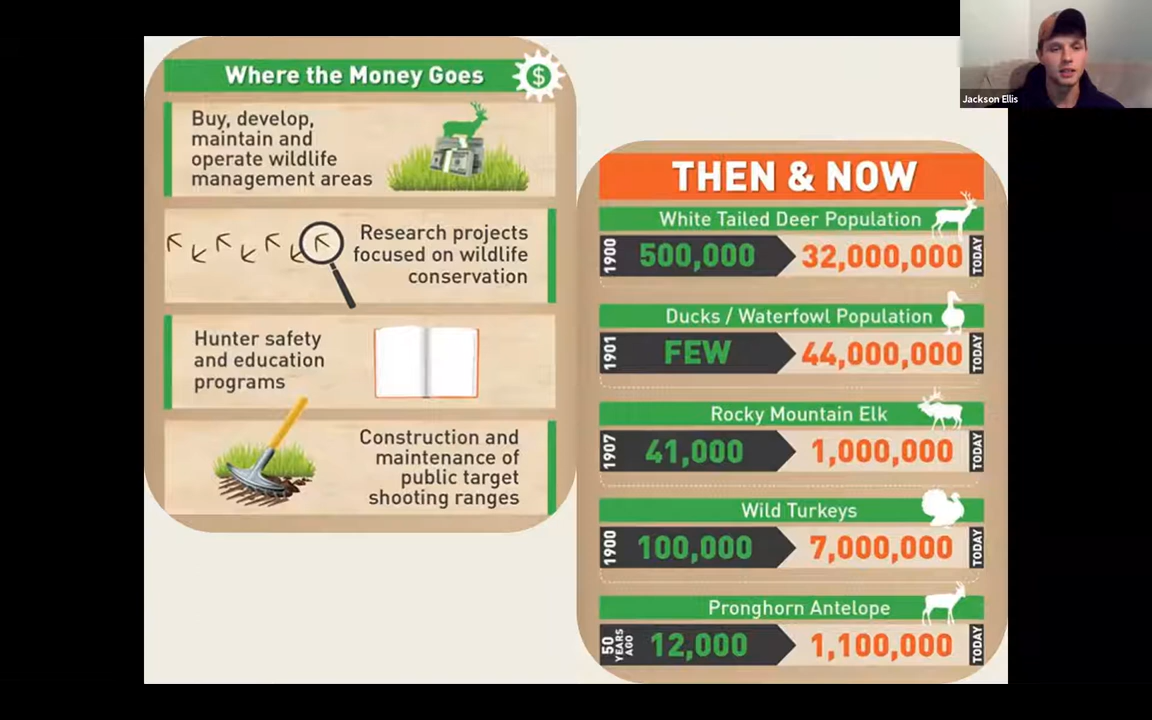 Where the Money Goes
$
Buy, develop,
maintain and
operate wildlife
management areas
Research projects
focused on wildlife
conservation
Hunter safety
and education
programs
Construction and
maintenance of
public target
shooting ranges
THEN & NOW
White Tailed Deer Population
1900 500,000 32,000,000 TODAY
Ducks / Waterfowl Population
1901 FEW 44,000,000 TODAY
Rocky Mountain Elk
1907 41,000 1,000,000 TODAY
Wild Turkeys
1900 100,000 7,000,000 TODAY
Pronghorn Antelope
50 YEARS AGO 12,000 1,100,000 TODAY
Jackson Ellis